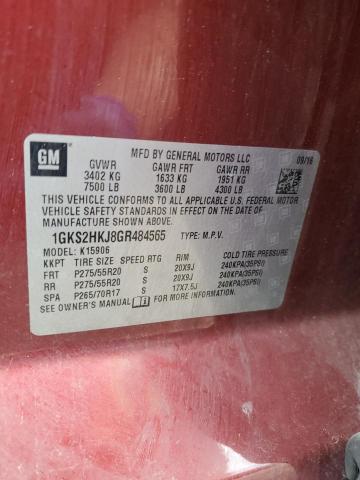 GM
MFD BY GENERAL MOTORS LLC
09/16
GVWR GAWR FRT GAWR RR
3402 KG 1633 KG 1951 KG
7500 LB 3600 LB 4300 LB
THIS VEHICLE CONFORMS TO ALL APPLICABLE U.S. FEDERAL MOTOR
VEHICLE SAFETY STANDARDS IN EFFECT ON THE DATE OF
MANUFACTURE SHOWN ABOVE.
1GKS2HKJ8GR484565 TYPE: M.P.V.
MODEL: K15906
KKPT TIRE SIZE SPEED RTG RIM COLD TIRE PRESSURE
FRT P275/55R20 S 20X9J 240KPA(35PSI)
RR P275/55R20 S 20X9J 240KPA(35PSI)
SPA P265/70R17 S 17X7.5J 240KPA(35PSI)
SEE OWNER'S MANUAL FOR ADDITIONAL INFORMATION.